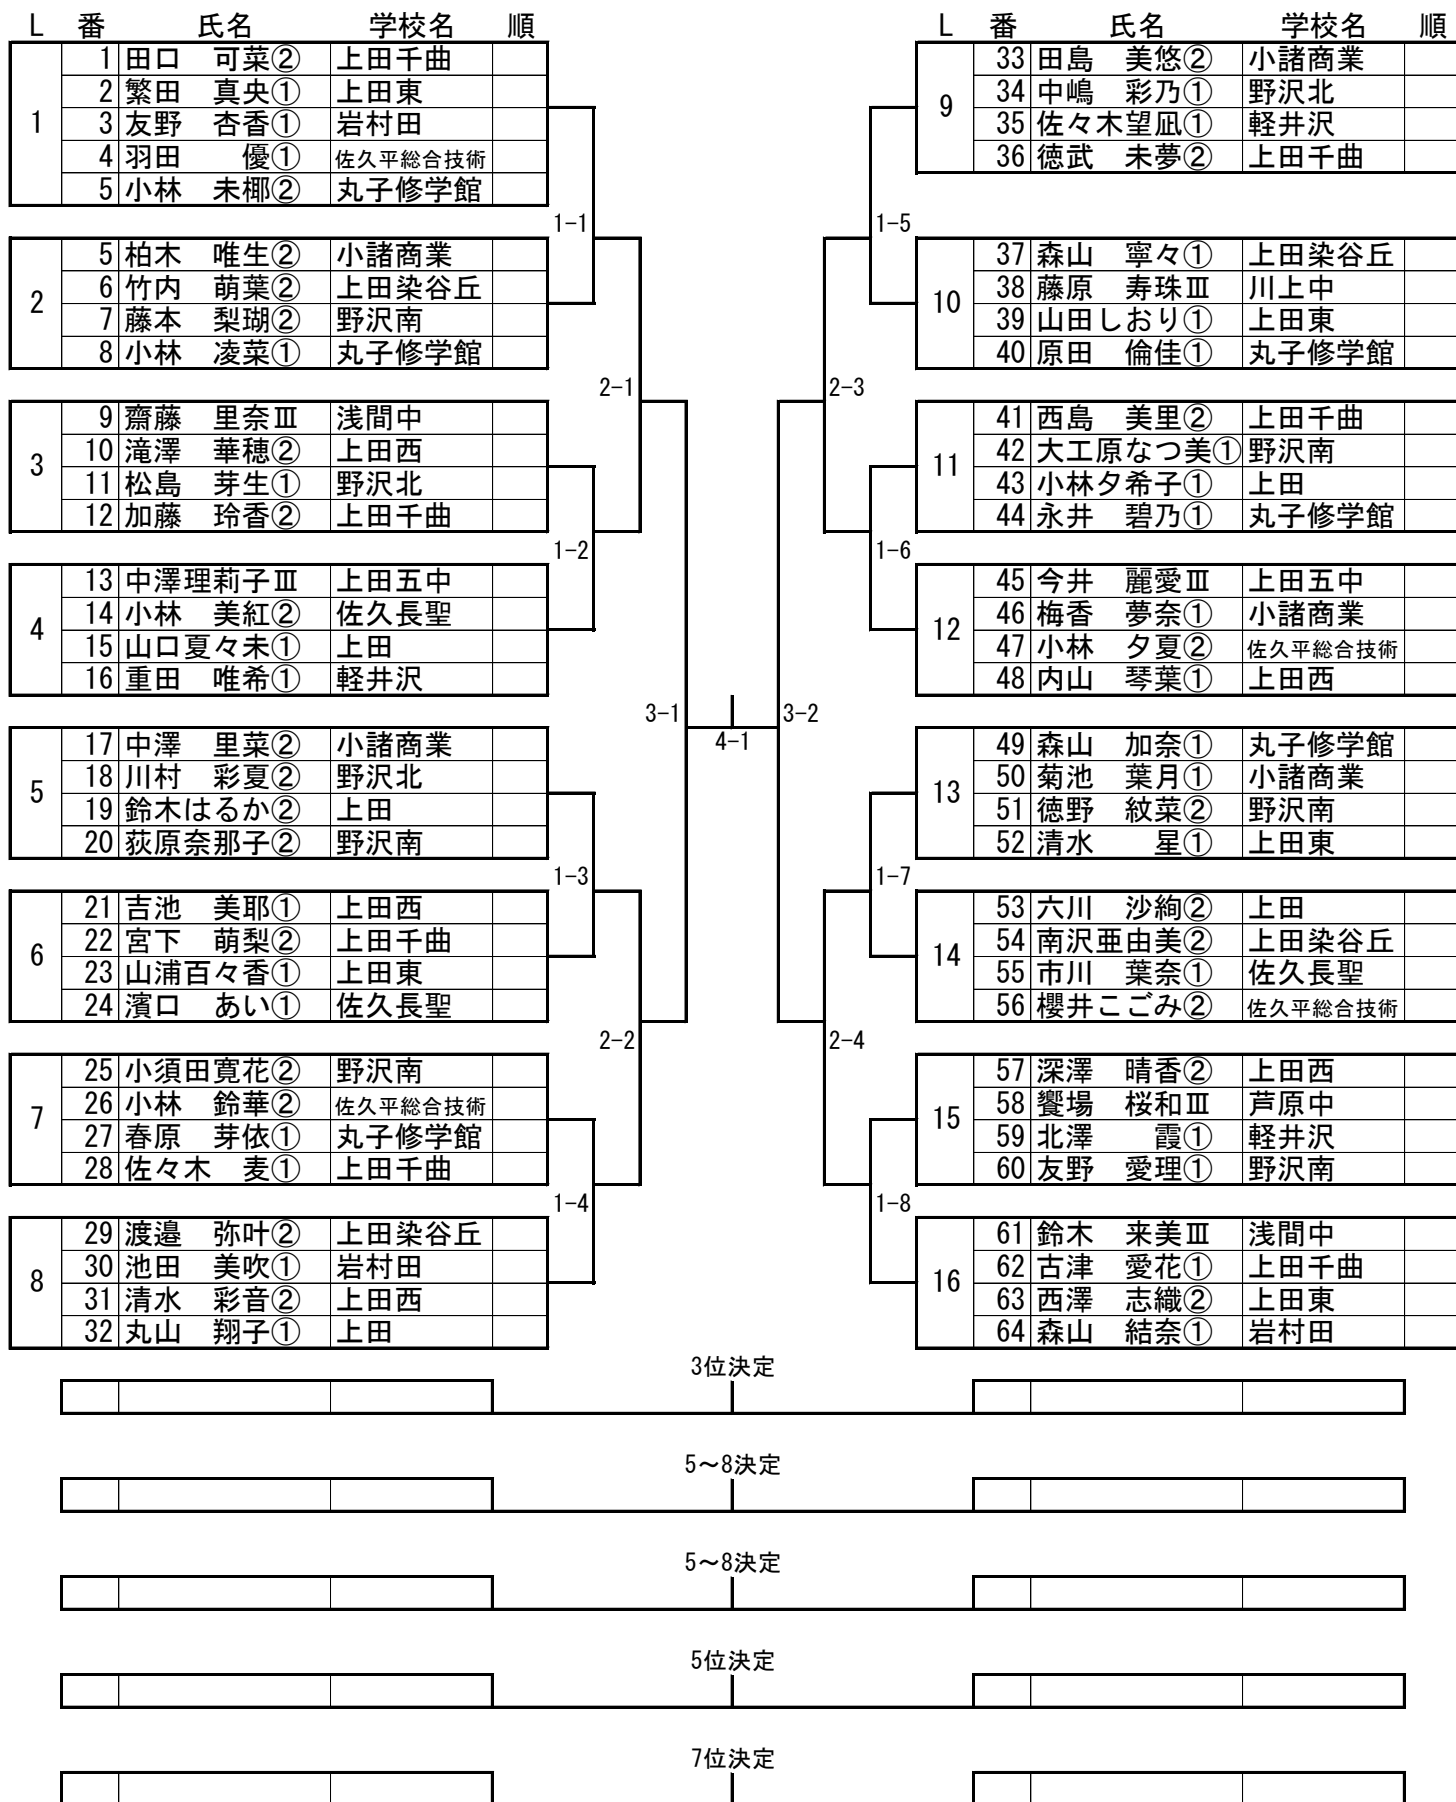 L 番 氏名 学校名 順
1
1 田口 可菜② 上田千曲
2 繁田 真央① 上田東
3 友野 杏香① 岩村田
4 羽田 優① 佐久平総合技術
5 小林 未椰② 丸子修学館
2
5 柏木 唯生② 小諸商業
6 竹内 萌葉② 上田染谷丘
7 藤本 梨瑚② 野沢南
8 小林 凌菜① 丸子修学館
3
9 齋藤 里奈Ⅲ 浅間中
10 滝澤 華穂② 上田西
11 松島 芽生① 野沢北
12 加藤 玲香② 上田千曲
4
13 中澤理莉子Ⅲ 上田五中
14 小林 美紅② 佐久長聖
15 山口夏々未① 上田
16 重田 唯希① 軽井沢
5
17 中澤 里菜② 小諸商業
18 川村 彩夏② 野沢北
19 鈴木はるか② 上田
20 荻原奈那子② 野沢南
6
21 吉池 美耶① 上田西
22 宮下 萌梨② 上田千曲
23 山浦百々香① 上田東
24 濱口 あい① 佐久長聖
7
25 小須田寛花② 野沢南
26 小林 鈴華② 佐久平総合技術
27 春原 芽依① 丸子修学館
28 佐々木 麦① 上田千曲
8
29 渡邉 弥叶② 上田染谷丘
30 池田 美吹① 岩村田
31 清水 彩音② 上田西
32 丸山 翔子① 上田
1-1
1-2
1-3
1-4
2-1
2-2
3-1
4-1
3-2
2-3
2-4
1-5
1-6
1-7
1-8
L 番 氏名 学校名 順
9
33 田島 美悠② 小諸商業
34 中嶋 彩乃① 野沢北
35 佐々木望凪① 軽井沢
36 徳武 未夢② 上田千曲
10
37 森山 寧々① 上田染谷丘
38 藤原 寿珠Ⅲ 川上中
39 山田しおり① 上田東
40 原田 倫佳① 丸子修学館
11
41 西島 美里② 上田千曲
42 大工原なつ美① 野沢南
43 小林夕希子① 上田
44 永井 碧乃① 丸子修学館
12
45 今井 麗愛Ⅲ 上田五中
46 梅香 夢奈① 小諸商業
47 小林 夕夏② 佐久平総合技術
48 内山 琴葉① 上田西
13
49 森山 加奈① 丸子修学館
50 菊池 葉月① 小諸商業
51 徳野 紋菜② 野沢南
52 清水 星① 上田東
14
53 六川 沙絢② 上田
54 南沢亜由美② 上田染谷丘
55 市川 葉奈① 佐久長聖
56 櫻井こごみ② 佐久平総合技術
15
57 深澤 晴香② 上田西
58 饗場 桜和Ⅲ 芦原中
59 北澤 霞① 軽井沢
60 友野 愛理① 野沢南
16
61 鈴木 来美Ⅲ 浅間中
62 古津 愛花① 上田千曲
63 西澤 志織② 上田東
64 森山 結奈① 岩村田
3位決定
5～8決定
5～8決定
5位決定
7位決定